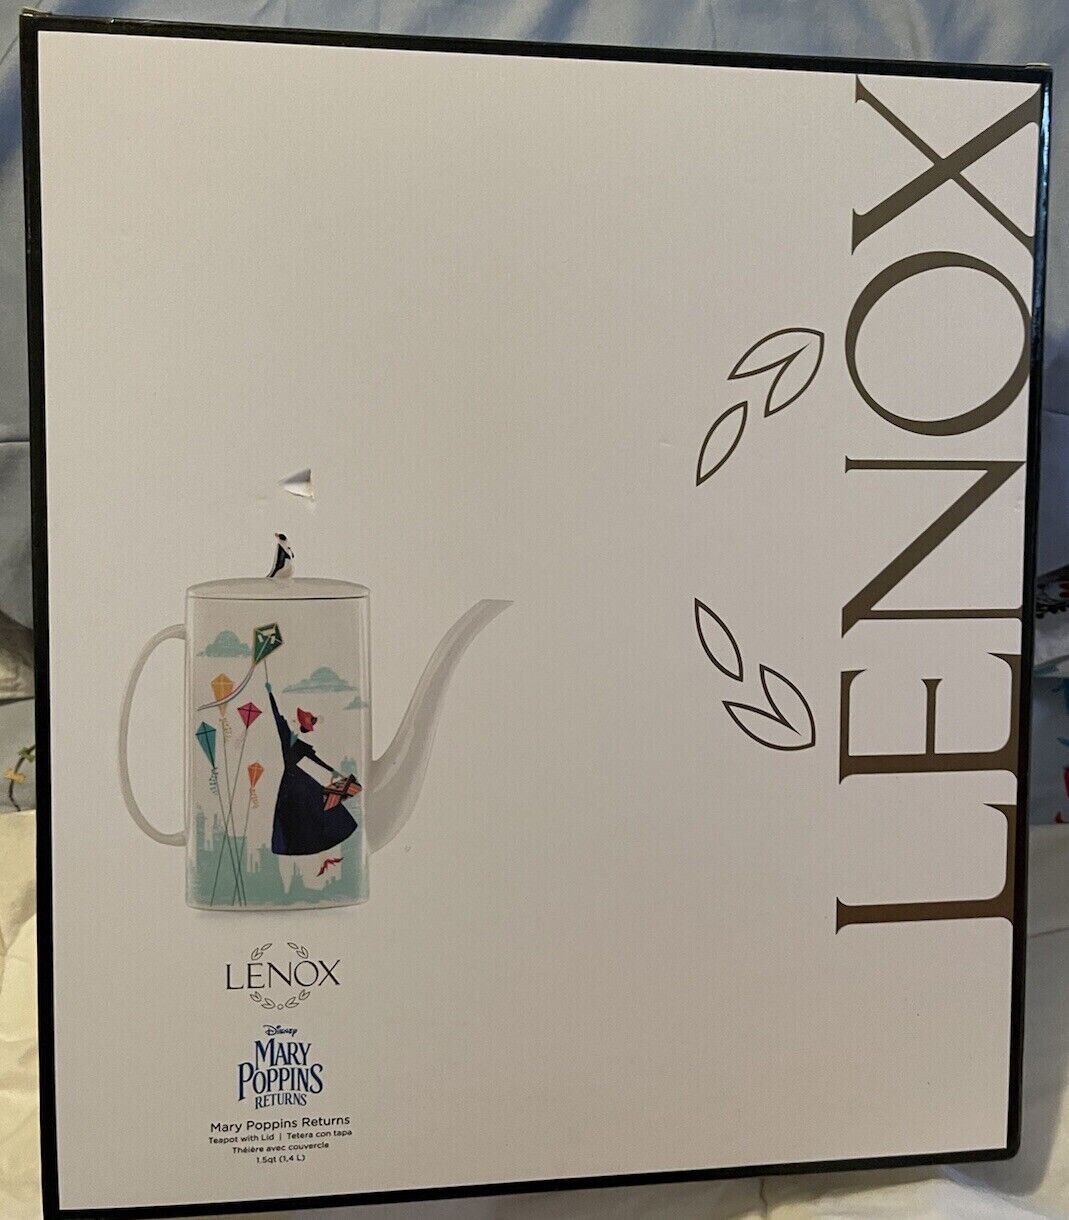 LENOX
LENOX
Disney
MARY
POPPINS
RETURNS
Mary Poppins Returns
Teapot with Lid | Tetera con tapa
Théière avec couvercle
1.5qt (1,4 L)